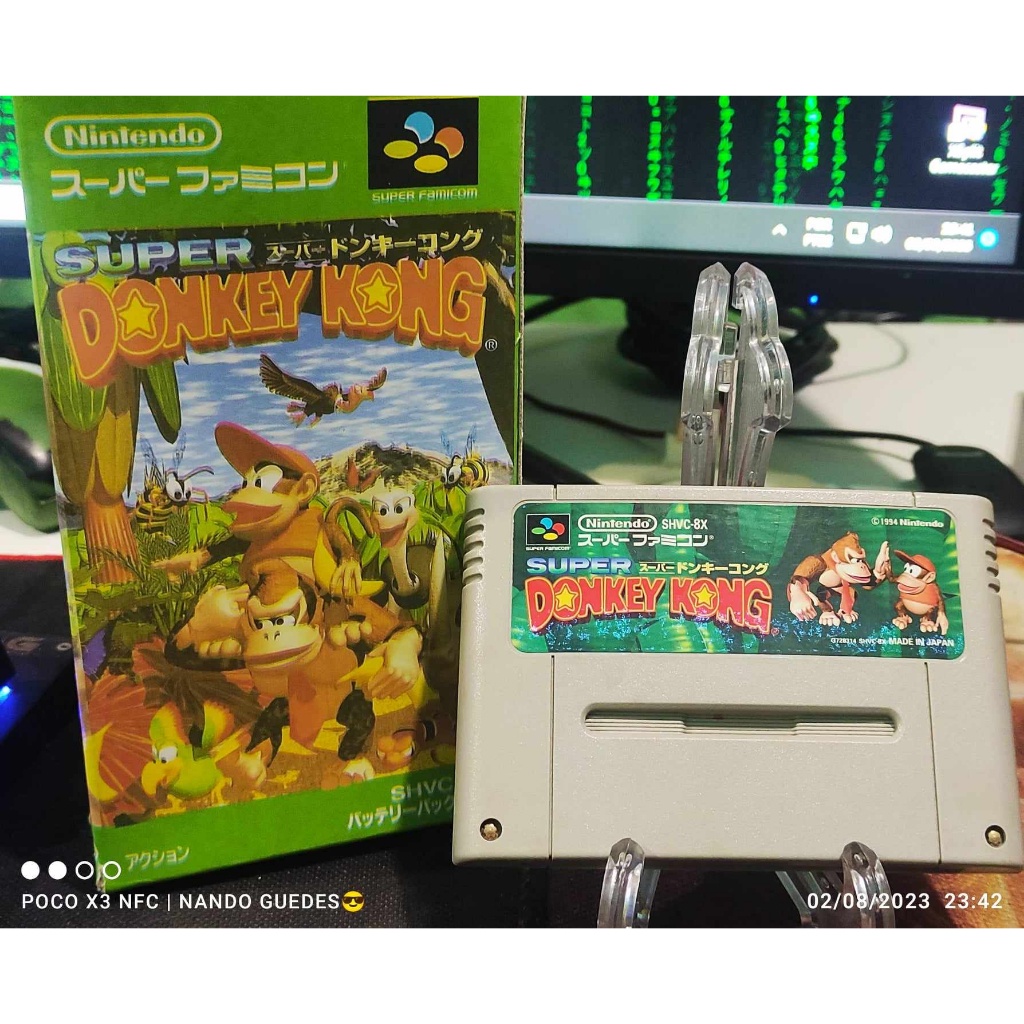 Nintendo
スーパーファミコン
SUPER FAMICOM
SUPER スーパードンキーコング
DONKEY KONG
®
SHVC
バッテリーバック
アクション
Nintendo SHVC-8X
©1994 Nintendo
スーパーファミコン®
SUPER FAMICOM
SUPER スーパードンキーコング
DONKEY KONG
G728314 SHVC-8X MADE IN JAPAN
POCO X3 NFC | NANDO GUEDES😎
02/08/2023 23:42